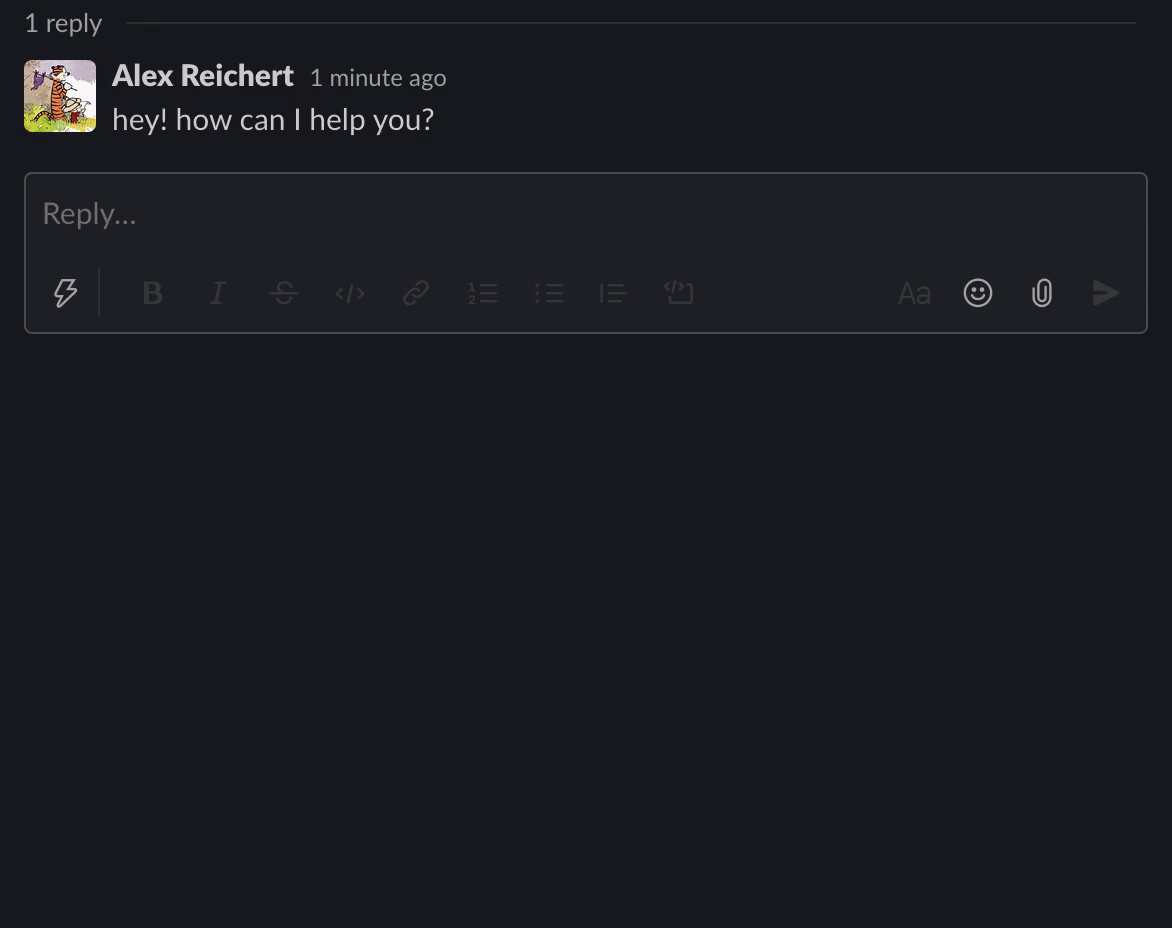 1 reply
Alex Reichert 1 minute ago
hey! how can I help you?
Reply...
B I S </> Aa